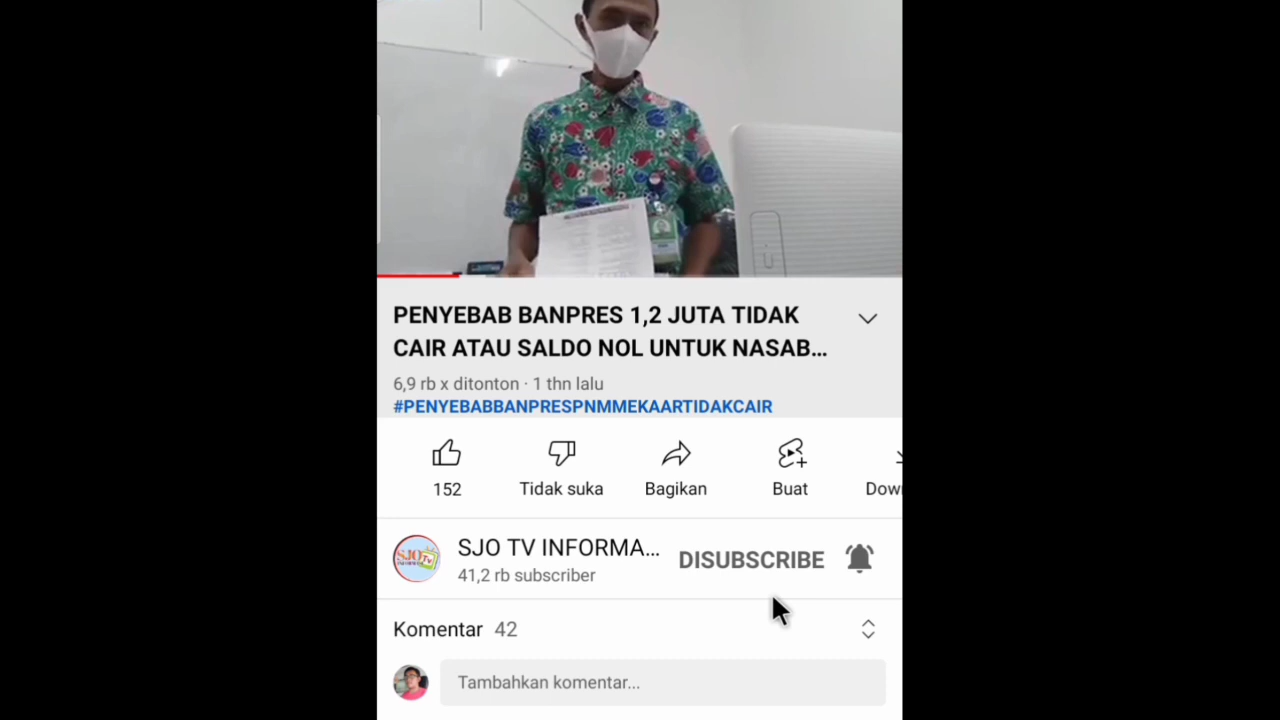 PENYEBAB BANPRES 1,2 JUTA TIDAK
CAIR ATAU SALDO NOL UNTUK NASAB...
6,9 rb x ditonton · 1 thn lalu
#PENYEBABBANPRESPNMMEKAARTIDAKCAIR
152
Tidak suka
Bagikan
Buat
Dow
SJO
TV
SJO TV INFORMA...
41,2 rb subscriber
DISUBSCRIBE
Komentar 42
Tambahkan komentar...